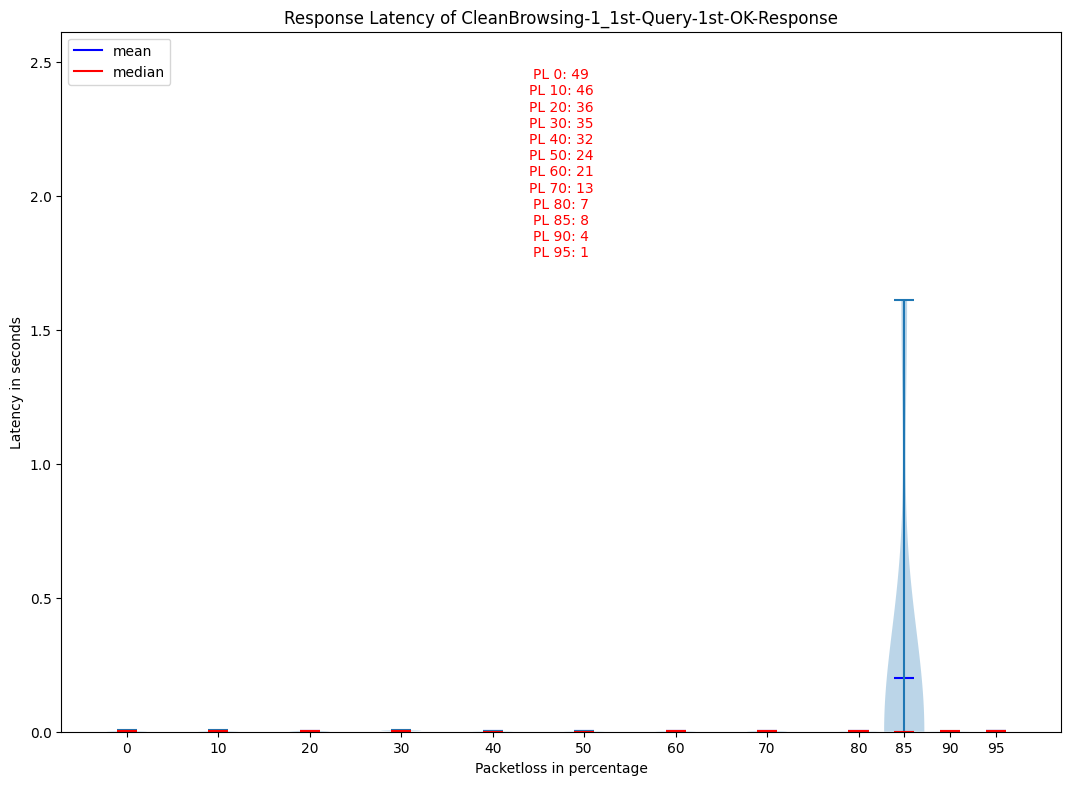 Response Latency of CleanBrowsing-1_1st-Query-1st-OK-Response
mean
median
PL 0: 49
PL 10: 46
PL 20: 36
PL 30: 35
PL 40: 32
PL 50: 24
PL 60: 21
PL 70: 13
PL 80: 7
PL 85: 8
PL 90: 4
PL 95: 1
2.5
2.0
1.5
1.0
0.5
0.0
Latency in seconds
0 10 20 30 40 50 60 70 80 85 90 95
Packetloss in percentage